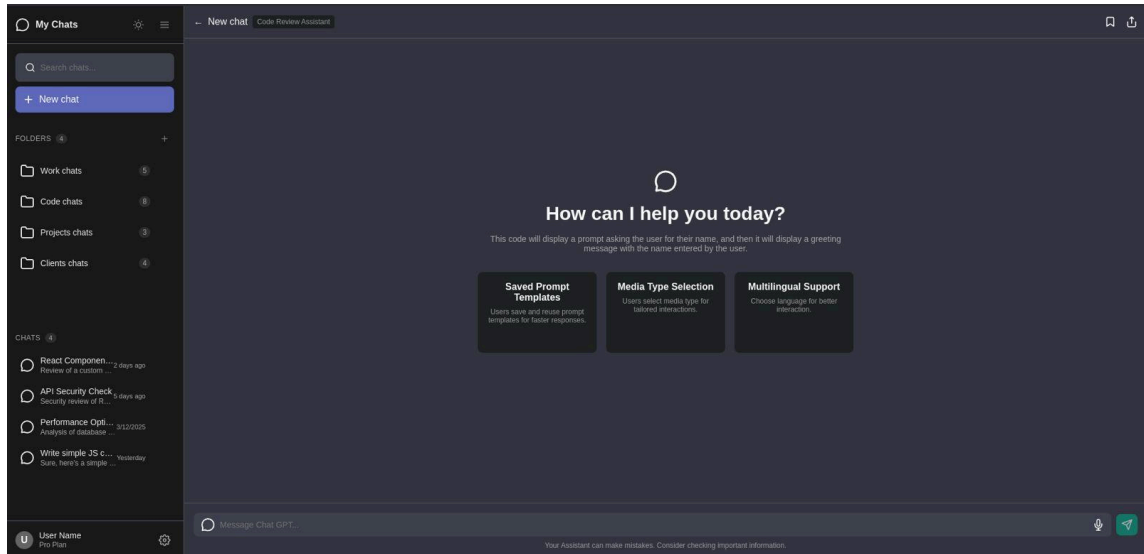 My Chats
Search chats...
New chat
FOLDERS 4
Work chats 5
Code chats 8
Projects chats 3
Clients chats 4
CHATS 4
React Componen... 2 days ago
Review of a custom ...
API Security Check 5 days ago
Security review of R...
Performance Opti... 3/12/2025
Analysis of database ...
Write simple JS c... Yesterday
Sure, here's a simple ...
U User Name
Pro Plan
← New chat Code Review Assistant
How can I help you today?
This code will display a prompt asking the user for their name, and then it will display a greeting
message with the name entered by the user.
Saved Prompt
Templates
Users save and reuse prompt
templates for faster responses.
Media Type Selection
Users select media type for
tailored interactions.
Multilingual Support
Choose language for better
interaction.
Message Chat GPT...
Your Assistant can make mistakes. Consider checking important information.